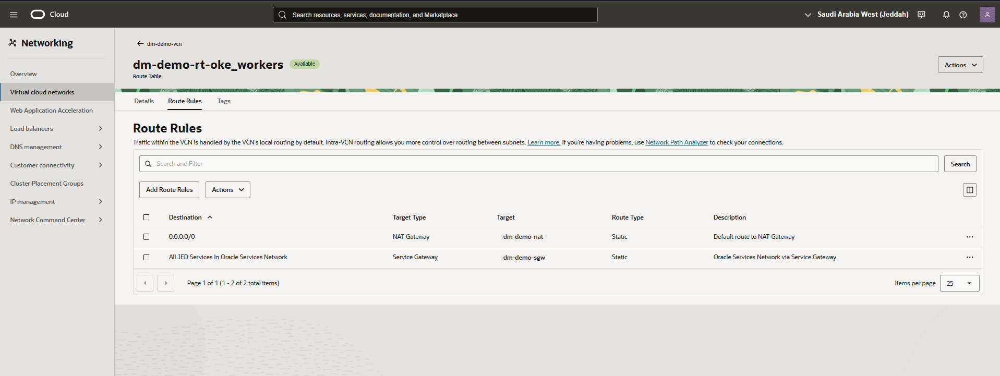 Cloud
Search resources, services, documentation, and Marketplace
Saudi Arabia West (Jeddah)
Networking
Overview
Virtual cloud networks
Web Application Acceleration
Load balancers
DNS management
Customer connectivity
Cluster Placement Groups
IP management
Network Command Center
dm-demo-vcn
dm-demo-rt-oke_workers
Available
Route Table
Actions
Details Route Rules Tags
Route Rules
Traffic within the VCN is handled by the VCN's local routing by default. Intra-VCN routing allows you more control over routing between subnets. Learn more. If you're having problems, use Network Path Analyzer to check your connections.
Search and Filter
Search
Add Route Rules Actions
Destination Target Type Target Route Type Description
0.0.0.0/0 NAT Gateway dm-demo-nat Static Default route to NAT Gateway
All JED Services In Oracle Services Network Service Gateway dm-demo-sgw Static Oracle Services Network via Service Gateway
Page 1 of 1 (1 - 2 of 2 total items)
Items per page 25